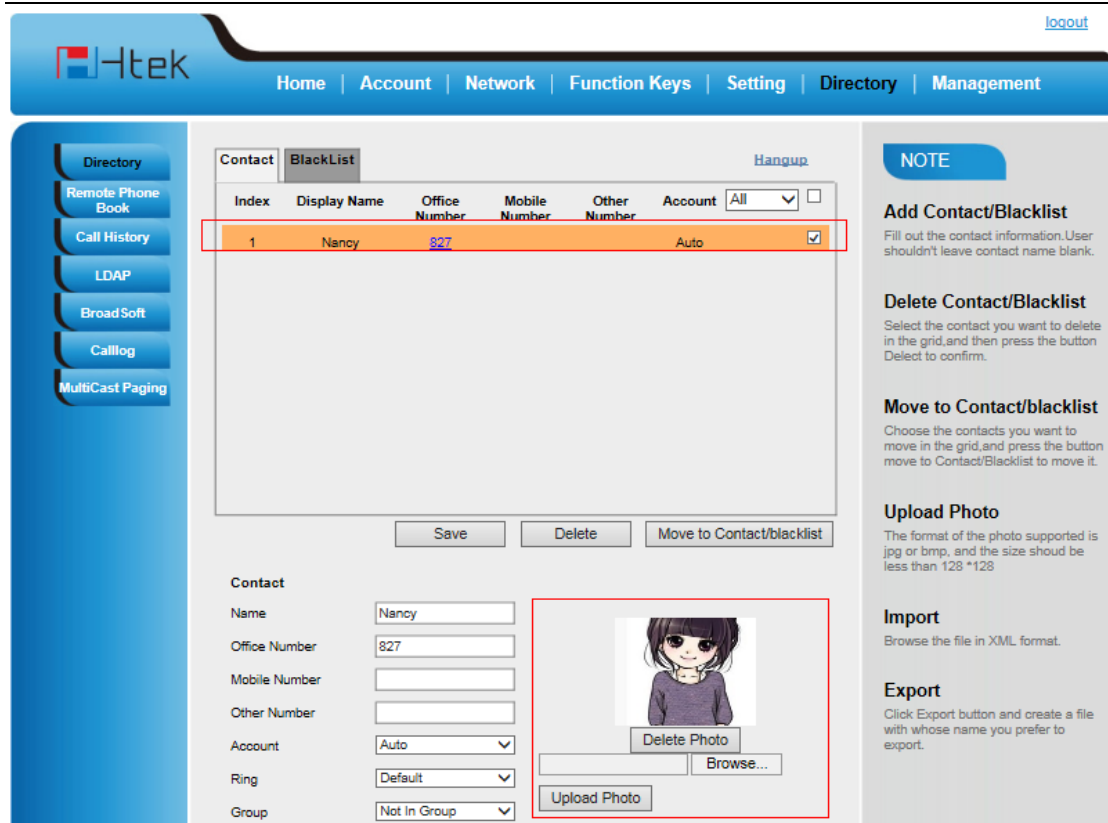 logout
Htek
Home | Account | Network | Function Keys | Setting | Directory | Management
Directory
Remote Phone
Book
Call History
LDAP
BroadSoft
Calllog
MultiCast Paging
Contact BlackList Hangup
Index Display Name Office Number Mobile Number Other Number Account All
1 Nancy 827 Auto
Save Delete Move to Contact/blacklist
Contact
Name Nancy
Office Number 827
Mobile Number
Other Number
Account Auto
Ring Default
Group Not In Group
Delete Photo
Browse...
Upload Photo
NOTE
Add Contact/Blacklist
Fill out the contact information.User
shouldn't leave contact name blank.
Delete Contact/Blacklist
Select the contact you want to delete
in the grid,and then press the button
Delect to confirm.
Move to Contact/blacklist
Choose the contacts you want to
move in the grid,and press the button
move to Contact/Blacklist to move it.
Upload Photo
The format of the photo supported is
jpg or bmp, and the size shoud be
less than 128 *128
Import
Browse the file in XML format.
Export
Click Export button and create a file
with whose name you prefer to
export.